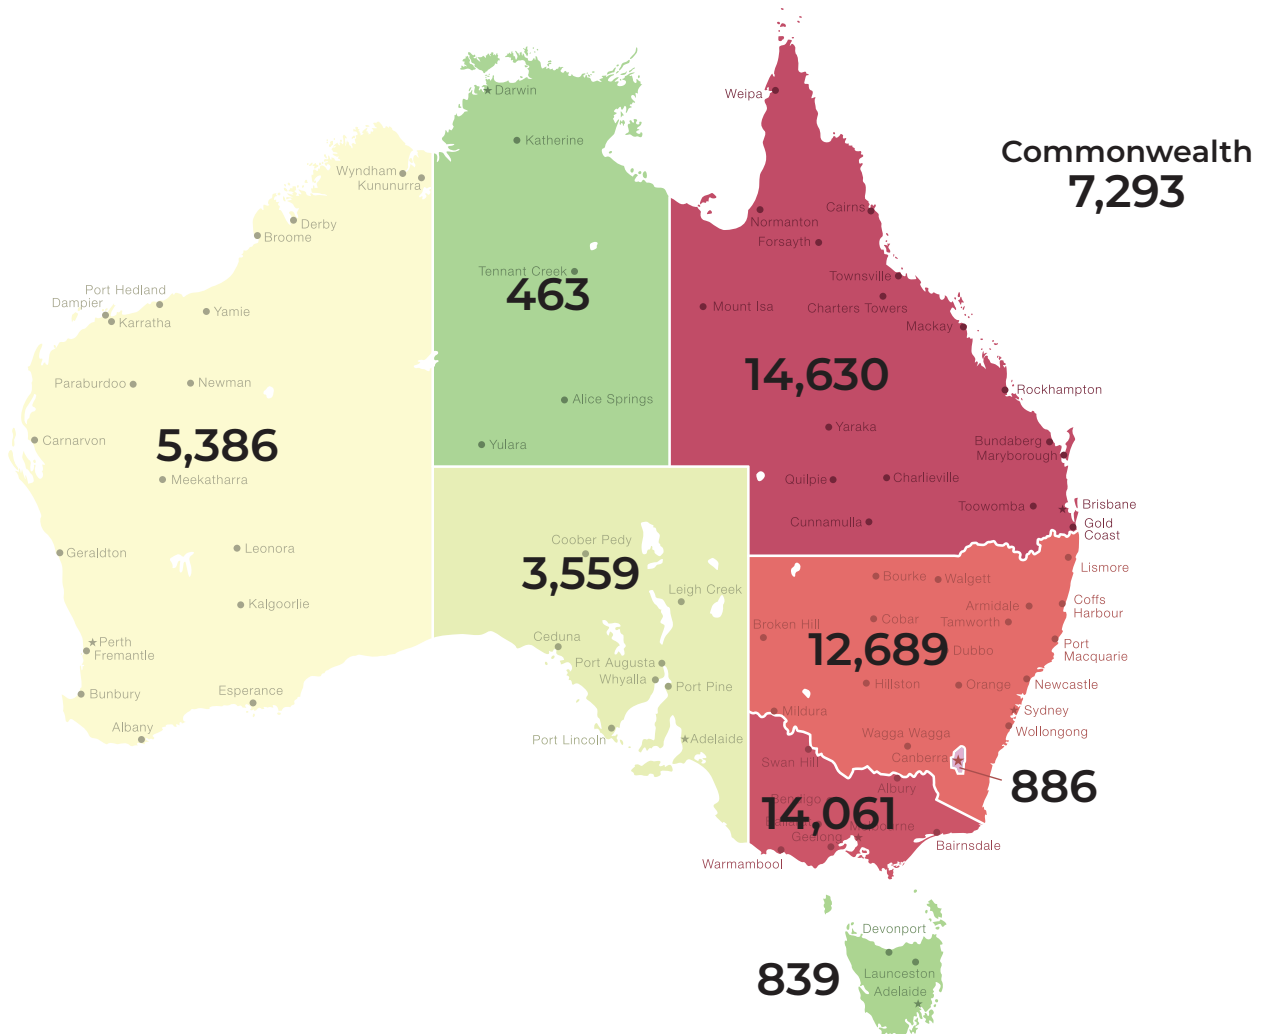 Weipa
Darwin
Katherine
Commonwealth
7,293
Wyndham
Kununurra
Derby
Broome
Cairns
Normanton
Forsayth
Tennant Creek
463
Townsville
Port Hedland
Dampier
Karratha
Yamie
Mount Isa
Charters Towers
Mackay
14,630
Paraburdoo
Newman
Rockhampton
Alice Springs
Carnarvon
5,386
Yulara
Yaraka
Bundaberg
Maryborough
Meekatharra
Quilpie
Charlieville
Toowomba
Brisbane
Cunnamulla
Gold
Coast
Geraldton
Leonora
Coober Pedy
3,559
Leigh Creek
Bourke
Walgett
Lismore
Kalgoorlie
Armidale
Coffs
Harbour
Cobar
Tamworth
Broken Hill
Perth
Fremantle
Ceduna
12,689
Dubbo
Port
Macquarie
Port Augusta
Whyalla
Port Pine
Hillston
Orange
Newcastle
Bunbury
Esperance
Mildura
Sydney
Albany
Port Lincoln
Adelaide
Wollongong
Wagga Wagga
Swan Hill
Canberra
886
Albury
Bendigo
14,061
Melbourne
Geelong
Bairnsdale
Warmambool
Devonport
839
Launceston
Adelaide